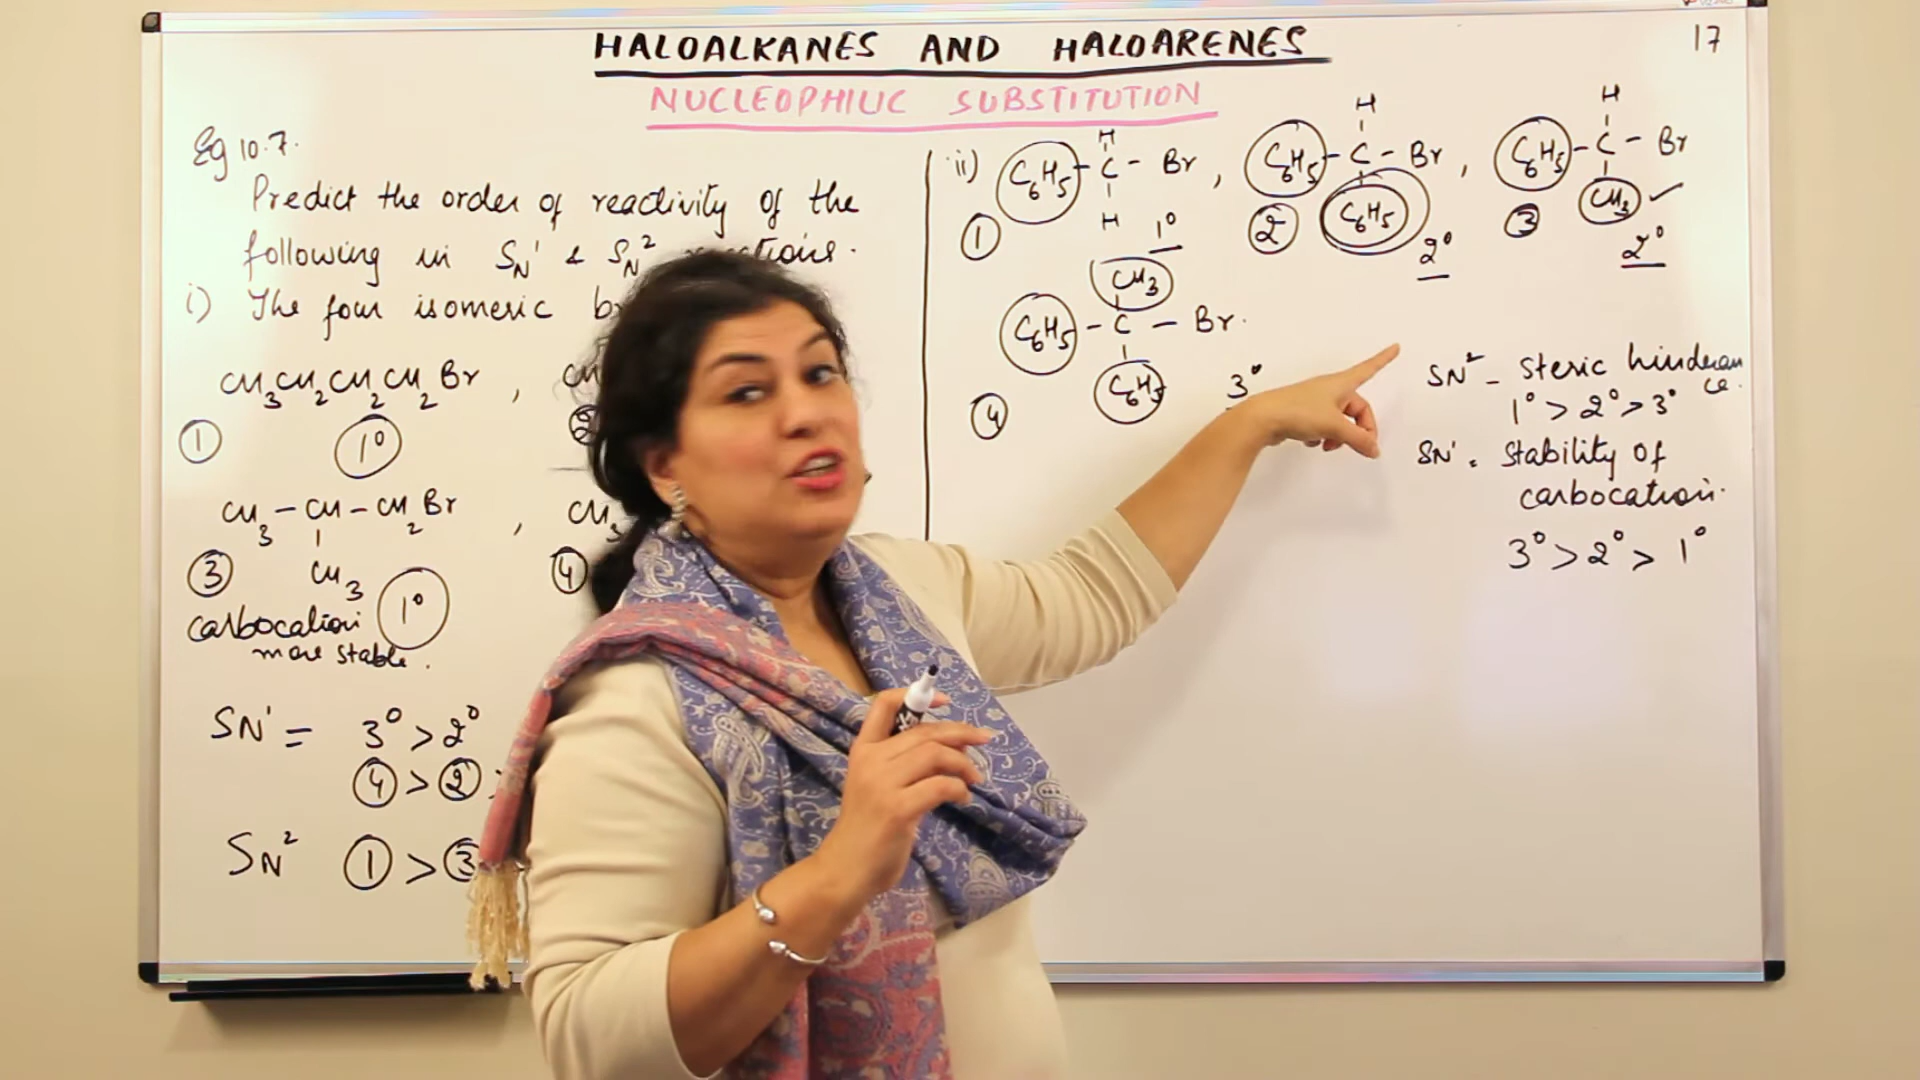 HALOALKANES AND HALOARENES
17
NUCLEOPHILIC SUBSTITUTION
Eg 10.7.
Predict the order of reactivity of the
following in SN1 & SN2
i) The four isomeric
CH3CH2CH2CH2Br ,
① 1°
CH3 - CH - CH2Br ,
|
CH3
③ 1°
④
carbocation
more stable.
SN1 = 3° > 2°
④ > ②
SN2 ① > ③
ii) C6H5 - C - Br , C6H5 - C - Br , C6H5 - C - Br
H H H
H C6H5 CH3 ✓
① 1° ② 2° ③ 2°
CH3
C6H5 - C - Br.
|
C6H5
④ 3°
SN2 - Steric hinderance.
1° > 2° > 3°
SN1 . Stability of
carbocation.
3° > 2° > 1°